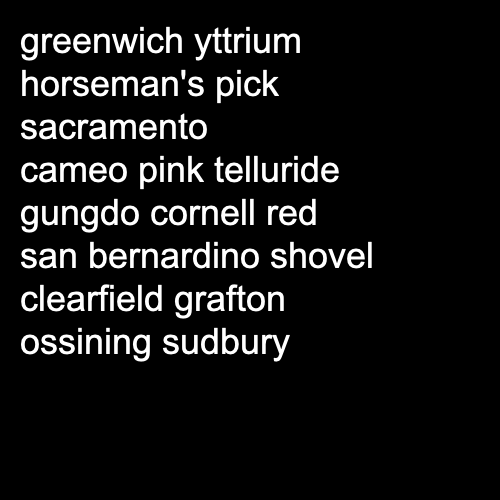 greenwich yttrium
horseman's pick
sacramento
cameo pink telluride
gungdo cornell red
san bernardino shovel
clearfield grafton
ossining sudbury